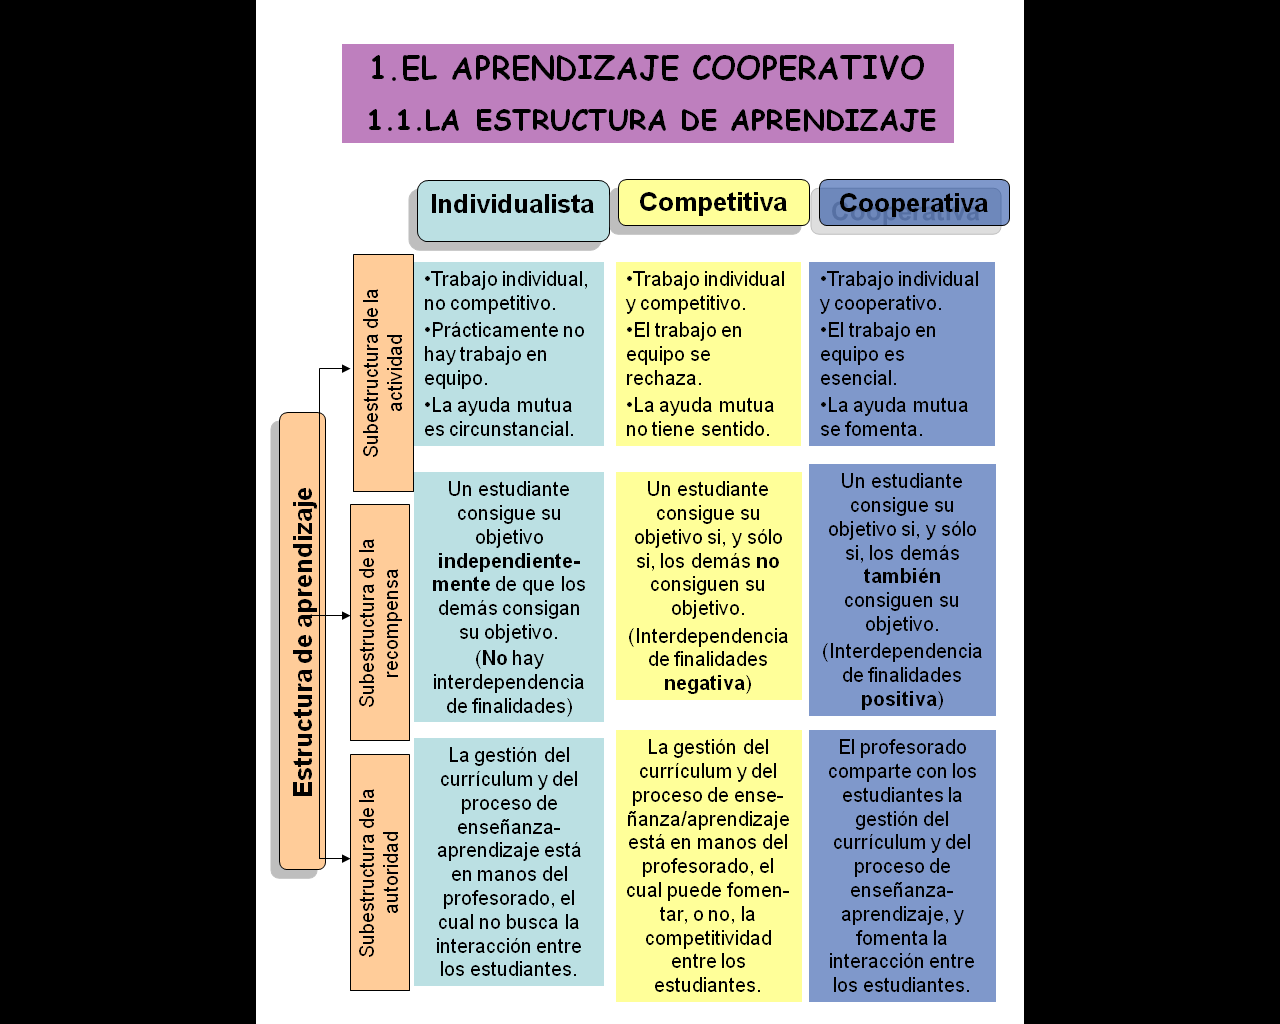 1.EL APRENDIZAJE COOPERATIVO
1.1.LA ESTRUCTURA DE APRENDIZAJE
Individualista
Competitiva
Cooperativa
Estructura de aprendizaje
Subestructura de la
actividad
•Trabajo individual,
no competitivo.
•Prácticamente no
hay trabajo en
equipo.
•La ayuda mutua
es circunstancial.
•Trabajo individual
y competitivo.
•El trabajo en
equipo se
rechaza.
•La ayuda mutua
no tiene sentido.
•Trabajo individual
y cooperativo.
•El trabajo en
equipo es
esencial.
•La ayuda mutua
se fomenta.
Subestructura de la
recompensa
Un estudiante
consigue su
objetivo
independiente-
mente de que los
demás consigan
su objetivo.
(No hay
interdependencia
de finalidades)
Un estudiante
consigue su
objetivo si, y sólo
si, los demás no
consiguen su
objetivo.
(Interdependencia
de finalidades
negativa)
Un estudiante
consigue su
objetivo si, y sólo
si, los demás
también
consiguen su
objetivo.
(Interdependencia
de finalidades
positiva)
Subestructura de la
autoridad
La gestión del
currículum y del
proceso de
enseñanza-
aprendizaje está
en manos del
profesorado, el
cual no busca la
interacción entre
los estudiantes.
La gestión del
currículum y del
proceso de ense-
ñanza/aprendizaje
está en manos del
profesorado, el
cual puede fomen-
tar, o no, la
competitividad
entre los
estudiantes.
El profesorado
comparte con los
estudiantes la
gestión del
currículum y del
proceso de
enseñanza-
aprendizaje, y
fomenta la
interacción entre
los estudiantes.